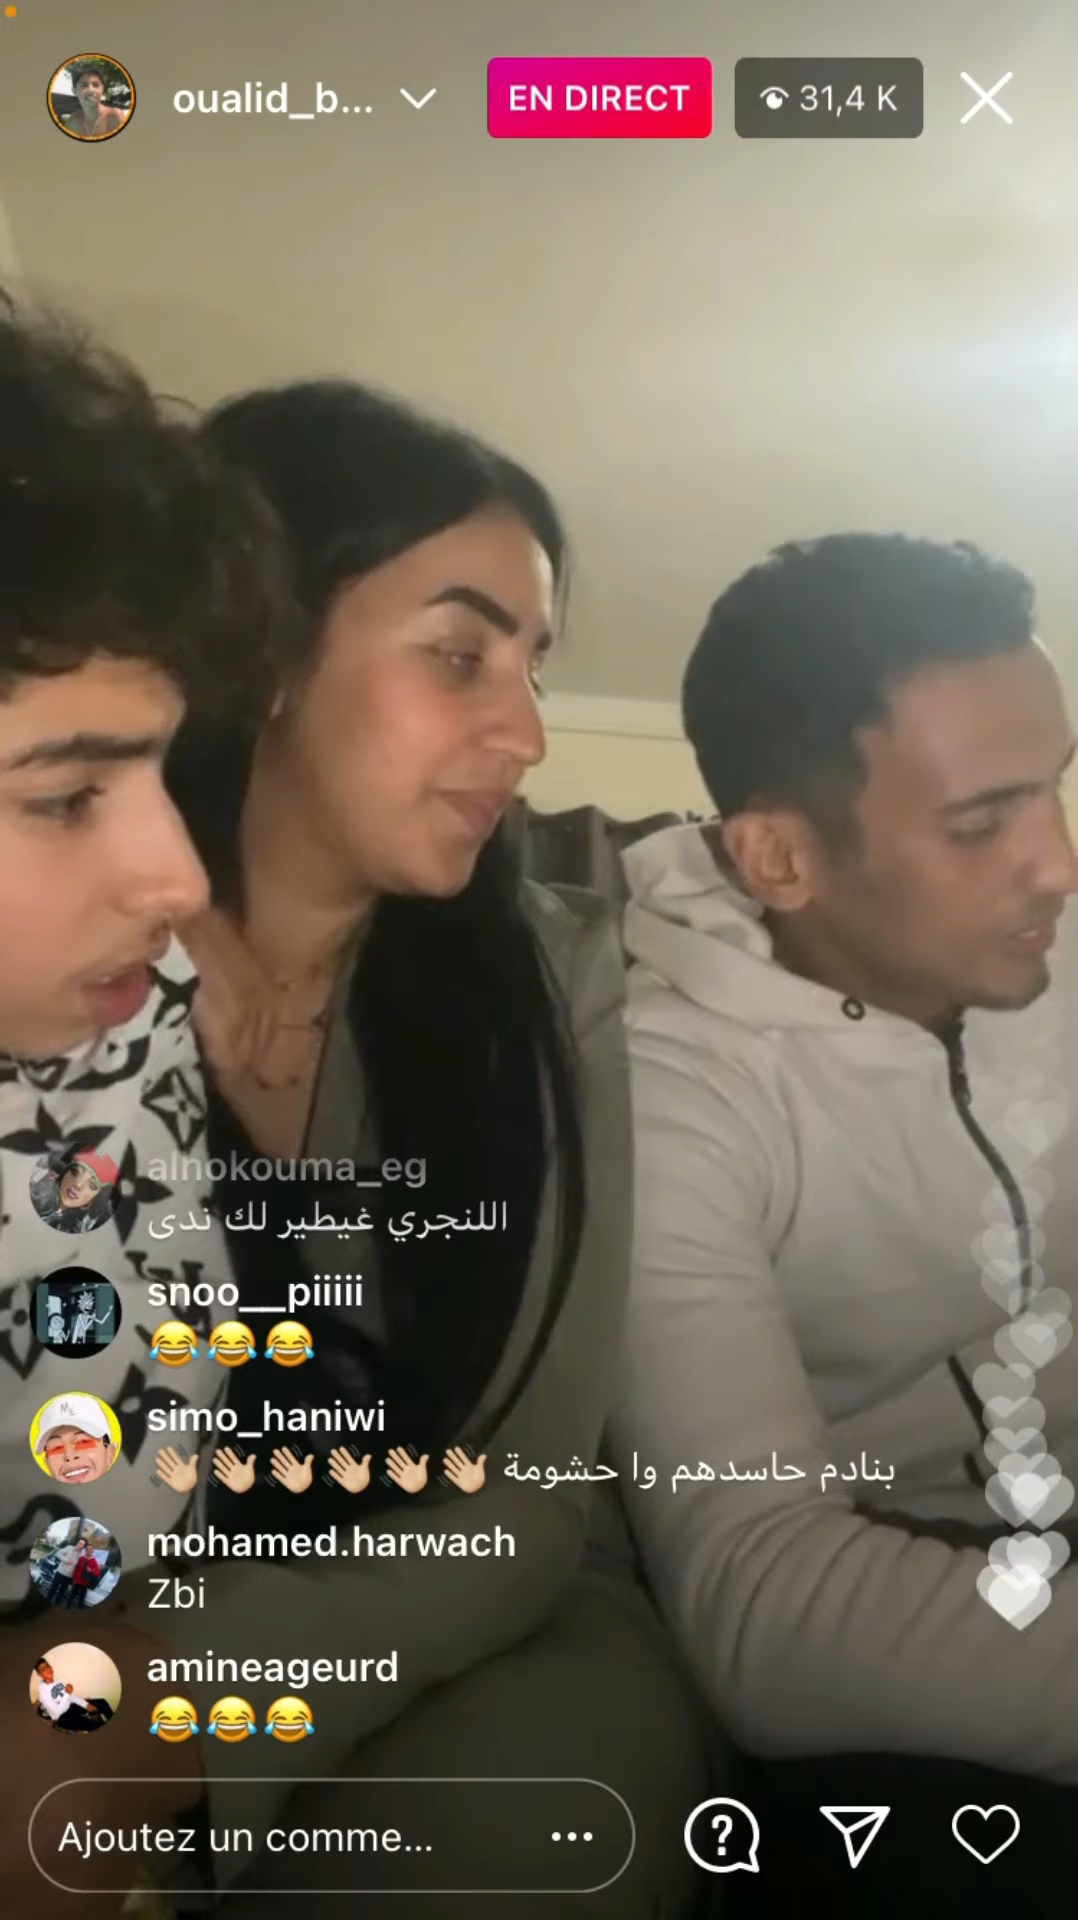 oualid_b...
EN DIRECT
31,4 K
alnokouma_eg
اللنجري غيطير لك ندى
snoo__piiiii
😂😂😂
simo_haniwi
بنادم حاسدهم وا حشومة 👋🏼👋🏼👋🏼👋🏼👋🏼👋🏼
mohamed.harwach
Zbi
amineageurd
😂😂😂
Ajoutez un comme...